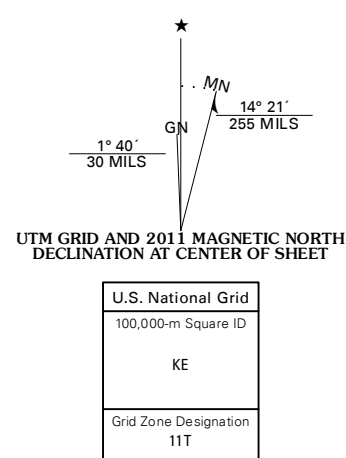 ★
MN
GN
14° 21´
255 MILS
1° 40´
30 MILS
UTM GRID AND 2011 MAGNETIC NORTH
DECLINATION AT CENTER OF SHEET
U.S. National Grid
100,000-m Square ID
KE
Grid Zone Designation
11T